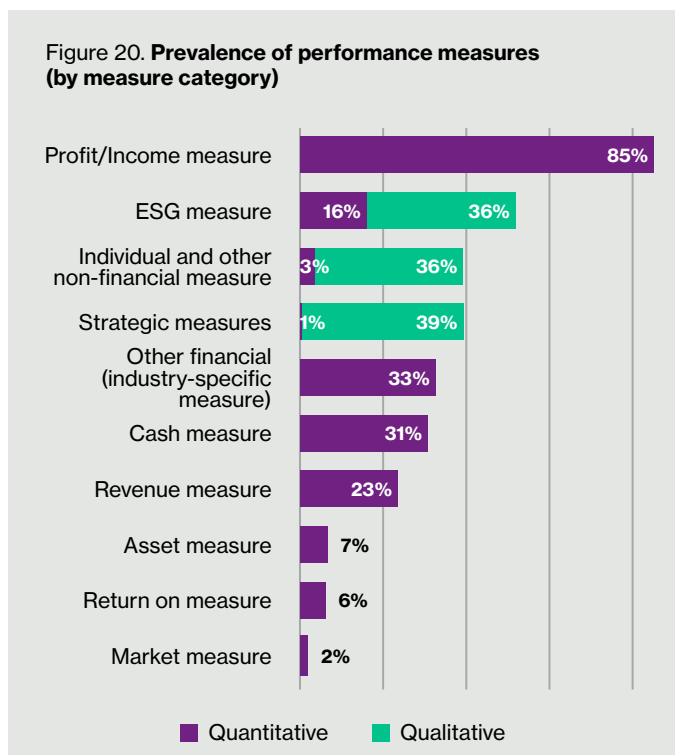 Figure 20. Prevalence of performance measures
(by measure category)
Profit/Income measure
85%
ESG measure
16%
36%
Individual and other
non-financial measure
3%
36%
Strategic measures
1%
39%
Other financial
(industry-specific
measure)
33%
Cash measure
31%
Revenue measure
23%
Asset measure
7%
Return on measure
6%
Market measure
2%
Quantitative
Qualitative